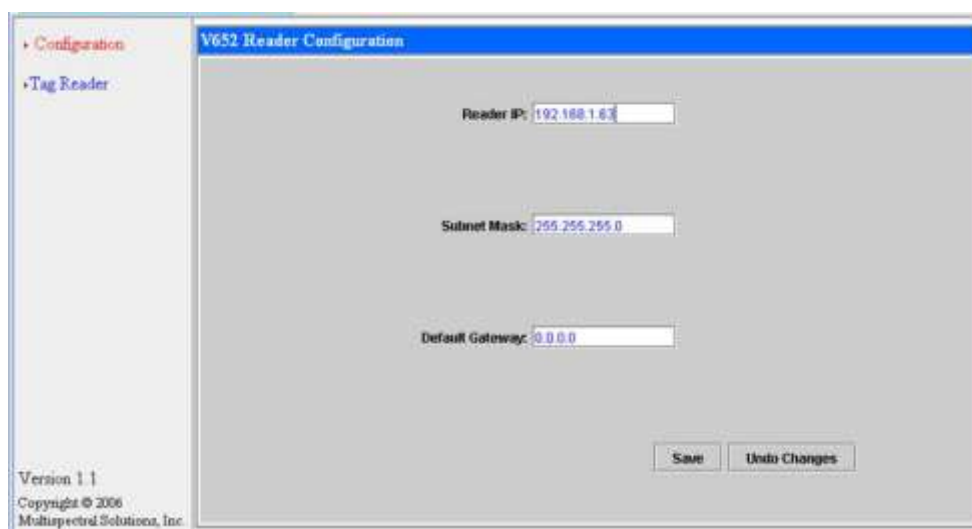 Configuration
Tag Reader
Version 1.1
Copyright © 2006
Multispectral Solutions, Inc
V652 Reader Configuration
Reader IP: 192.168.1.63
Subnet Mask: 255.255.255.0
Default Gateway: 0.0.0.0
Save Undo Changes